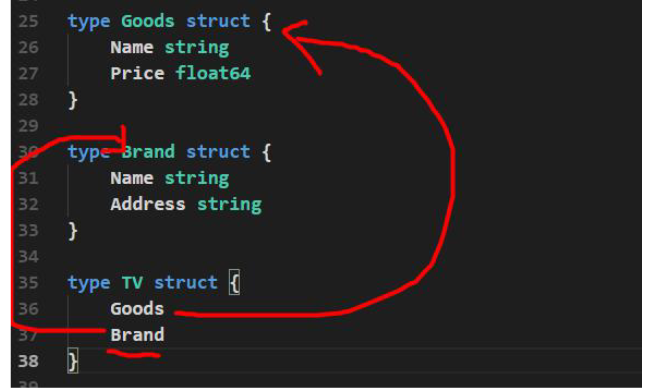 25 type Goods struct {
26 Name string
27 Price float64
28 }
29
30 type Brand struct {
31 Name string
32 Address string
33 }
34
35 type TV struct {
36 Goods
37 Brand
38 }
39